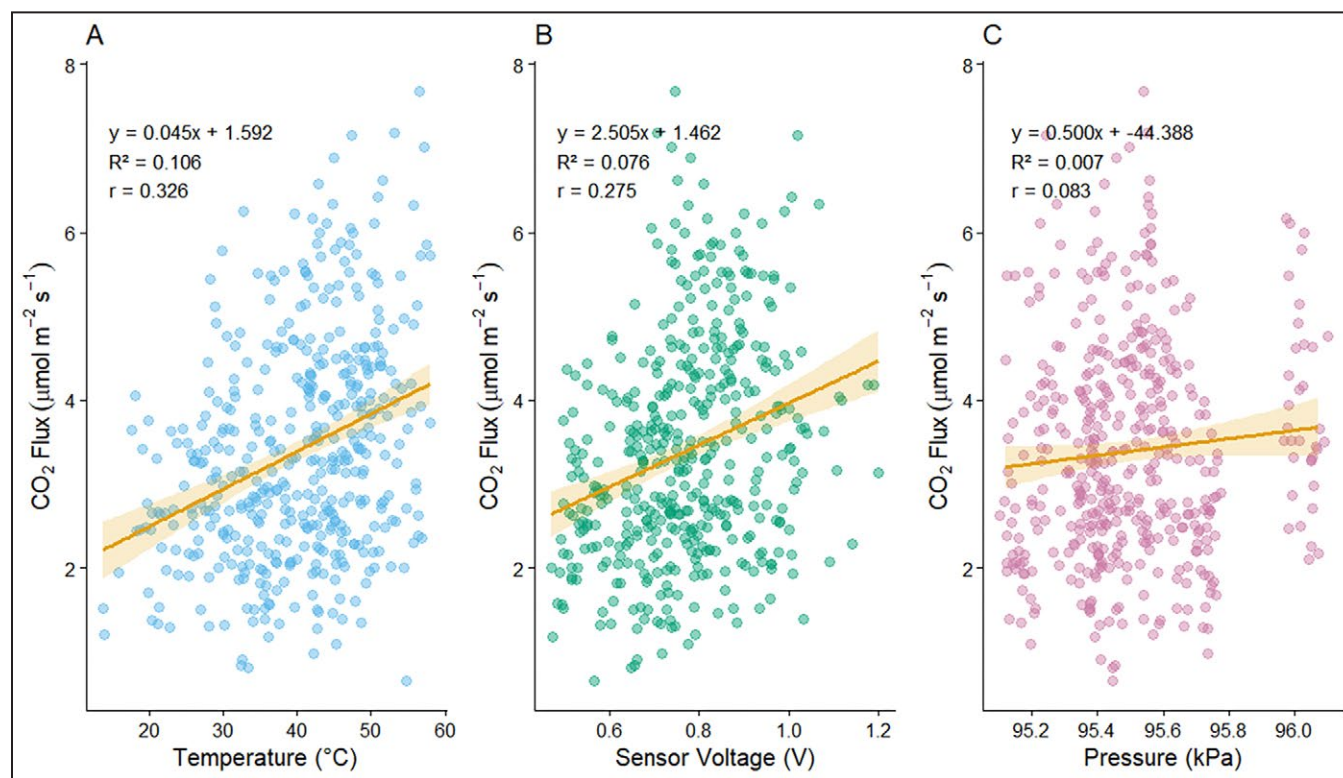 A
8
6
4
2
CO₂ Flux (μmol m⁻² s⁻¹)
y = 0.045x + 1.592
R² = 0.106
r = 0.326
20 30 40 50 60
Temperature (°C)
B
8
6
4
2
CO₂ Flux (μmol m⁻² s⁻¹)
y = 2.505x + 1.462
R² = 0.076
r = 0.275
0.6 0.8 1.0 1.2
Sensor Voltage (V)
C
8
6
4
2
CO₂ Flux (μmol m⁻² s⁻¹)
y = 0.500x + -44.388
R² = 0.007
r = 0.083
95.2 95.4 95.6 95.8 96.0
Pressure (kPa)